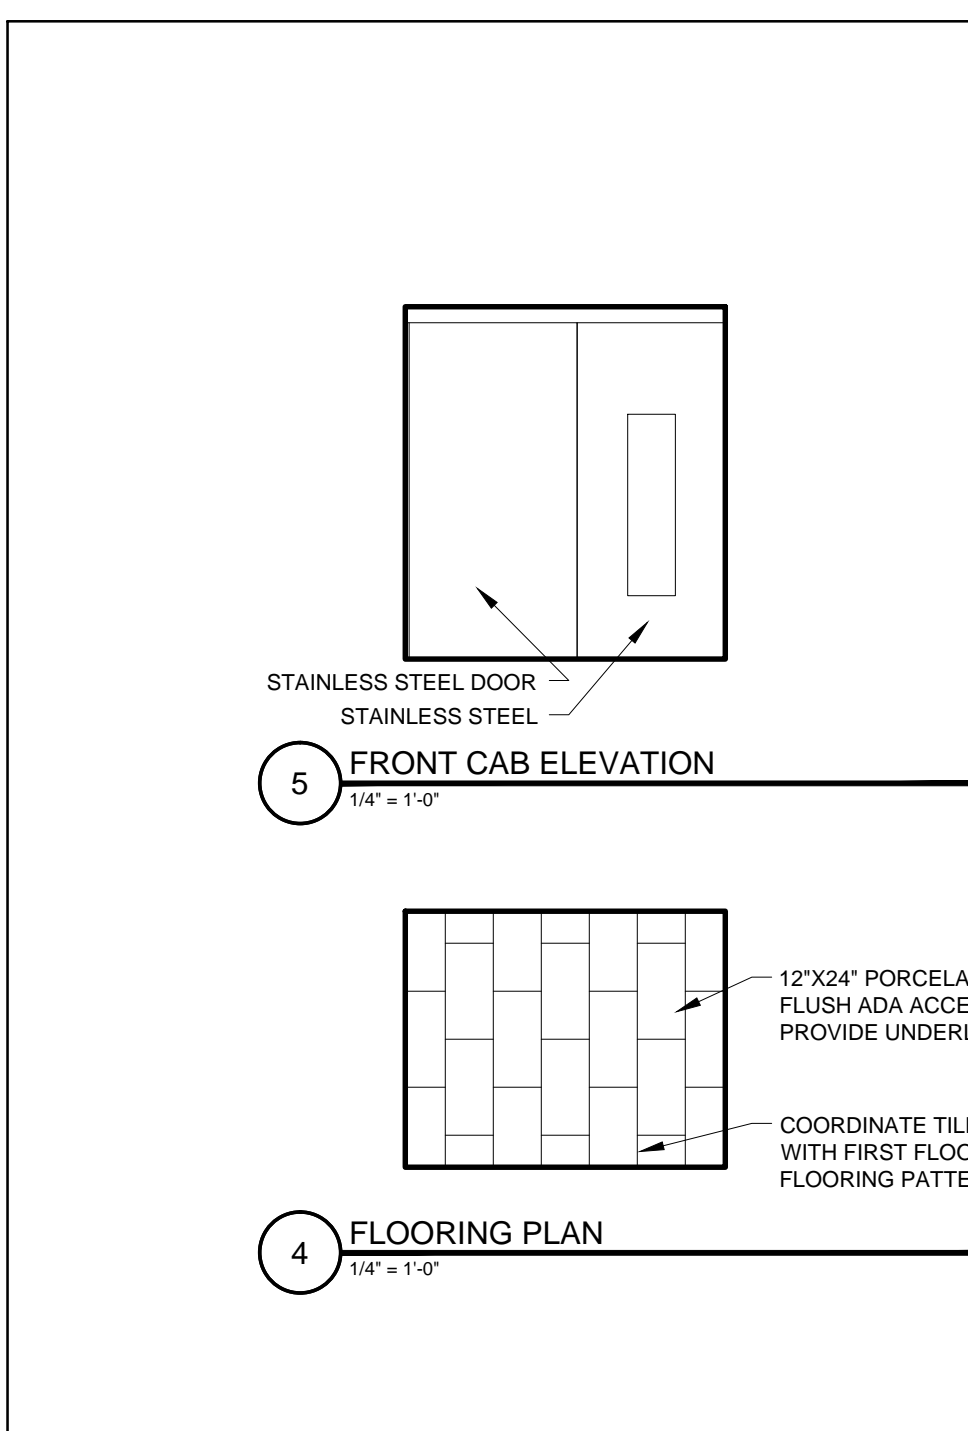 STAINLESS STEEL DOOR
STAINLESS STEEL
5
FRONT CAB ELEVATION
1/4" = 1'-0"
12"X24" PORCELA
FLUSH ADA ACCE
PROVIDE UNDERL
COORDINATE TIL
WITH FIRST FLOO
FLOORING PATTE
4
FLOORING PLAN
1/4" = 1'-0"